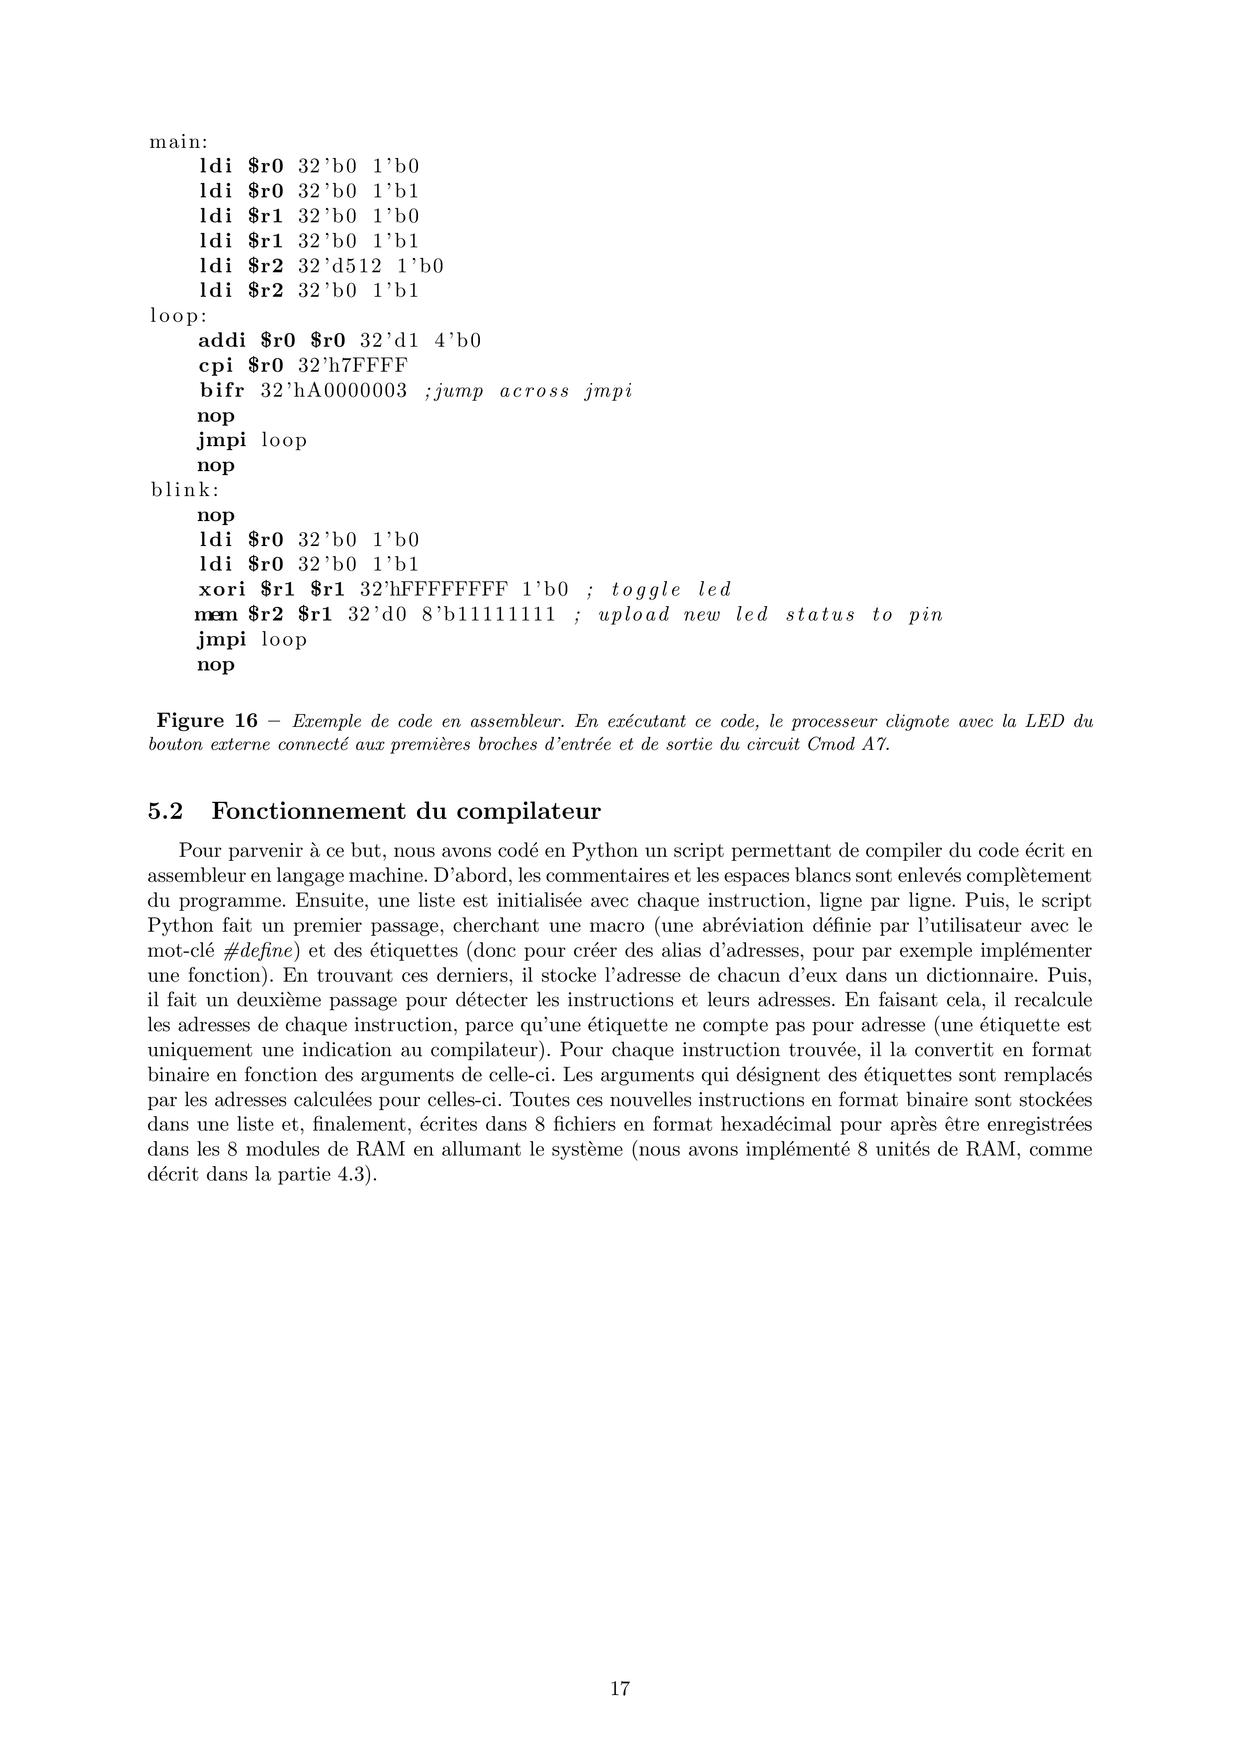 main:
ldi $r0 32'b0 1'b0
ldi $r0 32'b0 1'b1
ldi $r1 32'b0 1'b0
ldi $r1 32'b0 1'b1
ldi $r2 32'd512 1'b0
ldi $r2 32'b0 1'b1
loop:
addi $r0 $r0 32'd1 4'b0
cpi $r0 32'h7FFFF
bifr 32'hA0000003 ;jump across jmpi
nop
jmpi loop
nop
blink:
nop
ldi $r0 32'b0 1'b0
ldi $r0 32'b0 1'b1
xori $r1 $r1 32'hFFFFFFFF 1'b0 ; toggle led
mem $r2 $r1 32'd0 8'b11111111 ; upload new led status to pin
jmpi loop
nop
Figure 16 – Exemple de code en assembleur. En exécutant ce code, le processeur clignote avec la LED du
bouton externe connecté aux premières broches d'entrée et de sortie du circuit Cmod A7.
5.2 Fonctionnement du compilateur
Pour parvenir à ce but, nous avons codé en Python un script permettant de compiler du code écrit en
assembleur en langage machine. D'abord, les commentaires et les espaces blancs sont enlevés complètement
du programme. Ensuite, une liste est initialisée avec chaque instruction, ligne par ligne. Puis, le script
Python fait un premier passage, cherchant une macro (une abréviation définie par l'utilisateur avec le
mot-clé #define) et des étiquettes (donc pour créer des alias d'adresses, pour par exemple implémenter
une fonction). En trouvant ces derniers, il stocke l'adresse de chacun d'eux dans un dictionnaire. Puis,
il fait un deuxième passage pour détecter les instructions et leurs adresses. En faisant cela, il recalcule
les adresses de chaque instruction, parce qu'une étiquette ne compte pas pour adresse (une étiquette est
uniquement une indication au compilateur). Pour chaque instruction trouvée, il la convertit en format
binaire en fonction des arguments de celle-ci. Les arguments qui désignent des étiquettes sont remplacés
par les adresses calculées pour celles-ci. Toutes ces nouvelles instructions en format binaire sont stockées
dans une liste et, finalement, écrites dans 8 fichiers en format hexadécimal pour après être enregistrées
dans les 8 modules de RAM en allumant le système (nous avons implémenté 8 unités de RAM, comme
décrit dans la partie 4.3).
17